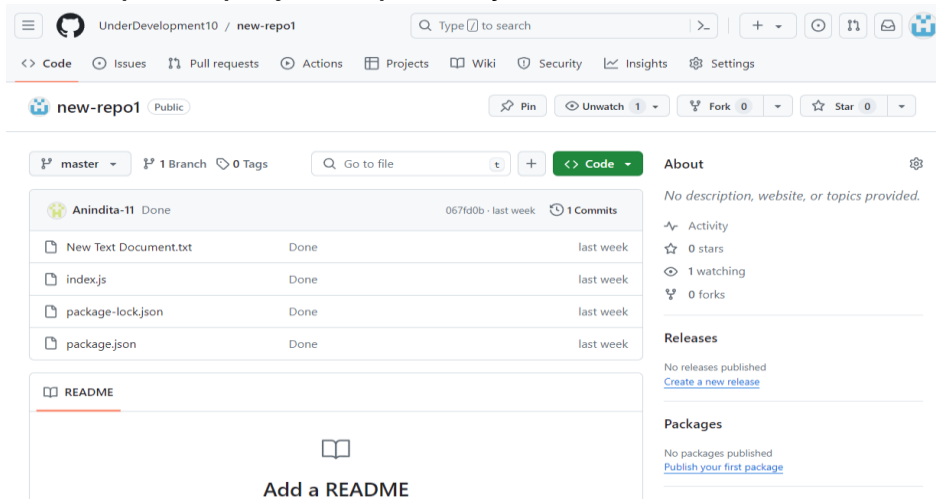 UnderDevelopment10 / new-repo1 Type / to search
<> Code Issues Pull requests Actions Projects Wiki Security Insights Settings
new-repo1 Public Pin Unwatch 1 Fork 0 Star 0
master 1 Branch 0 Tags Go to file t + <> Code
Anindita-11 Done 067fd0b · last week 1 Commits
New Text Document.txt Done last week
index.js Done last week
package-lock.json Done last week
package.json Done last week
README
Add a README
About
No description, website, or topics provided.
Activity
0 stars
1 watching
0 forks
Releases
No releases published
Create a new release
Packages
No packages published
Publish your first package